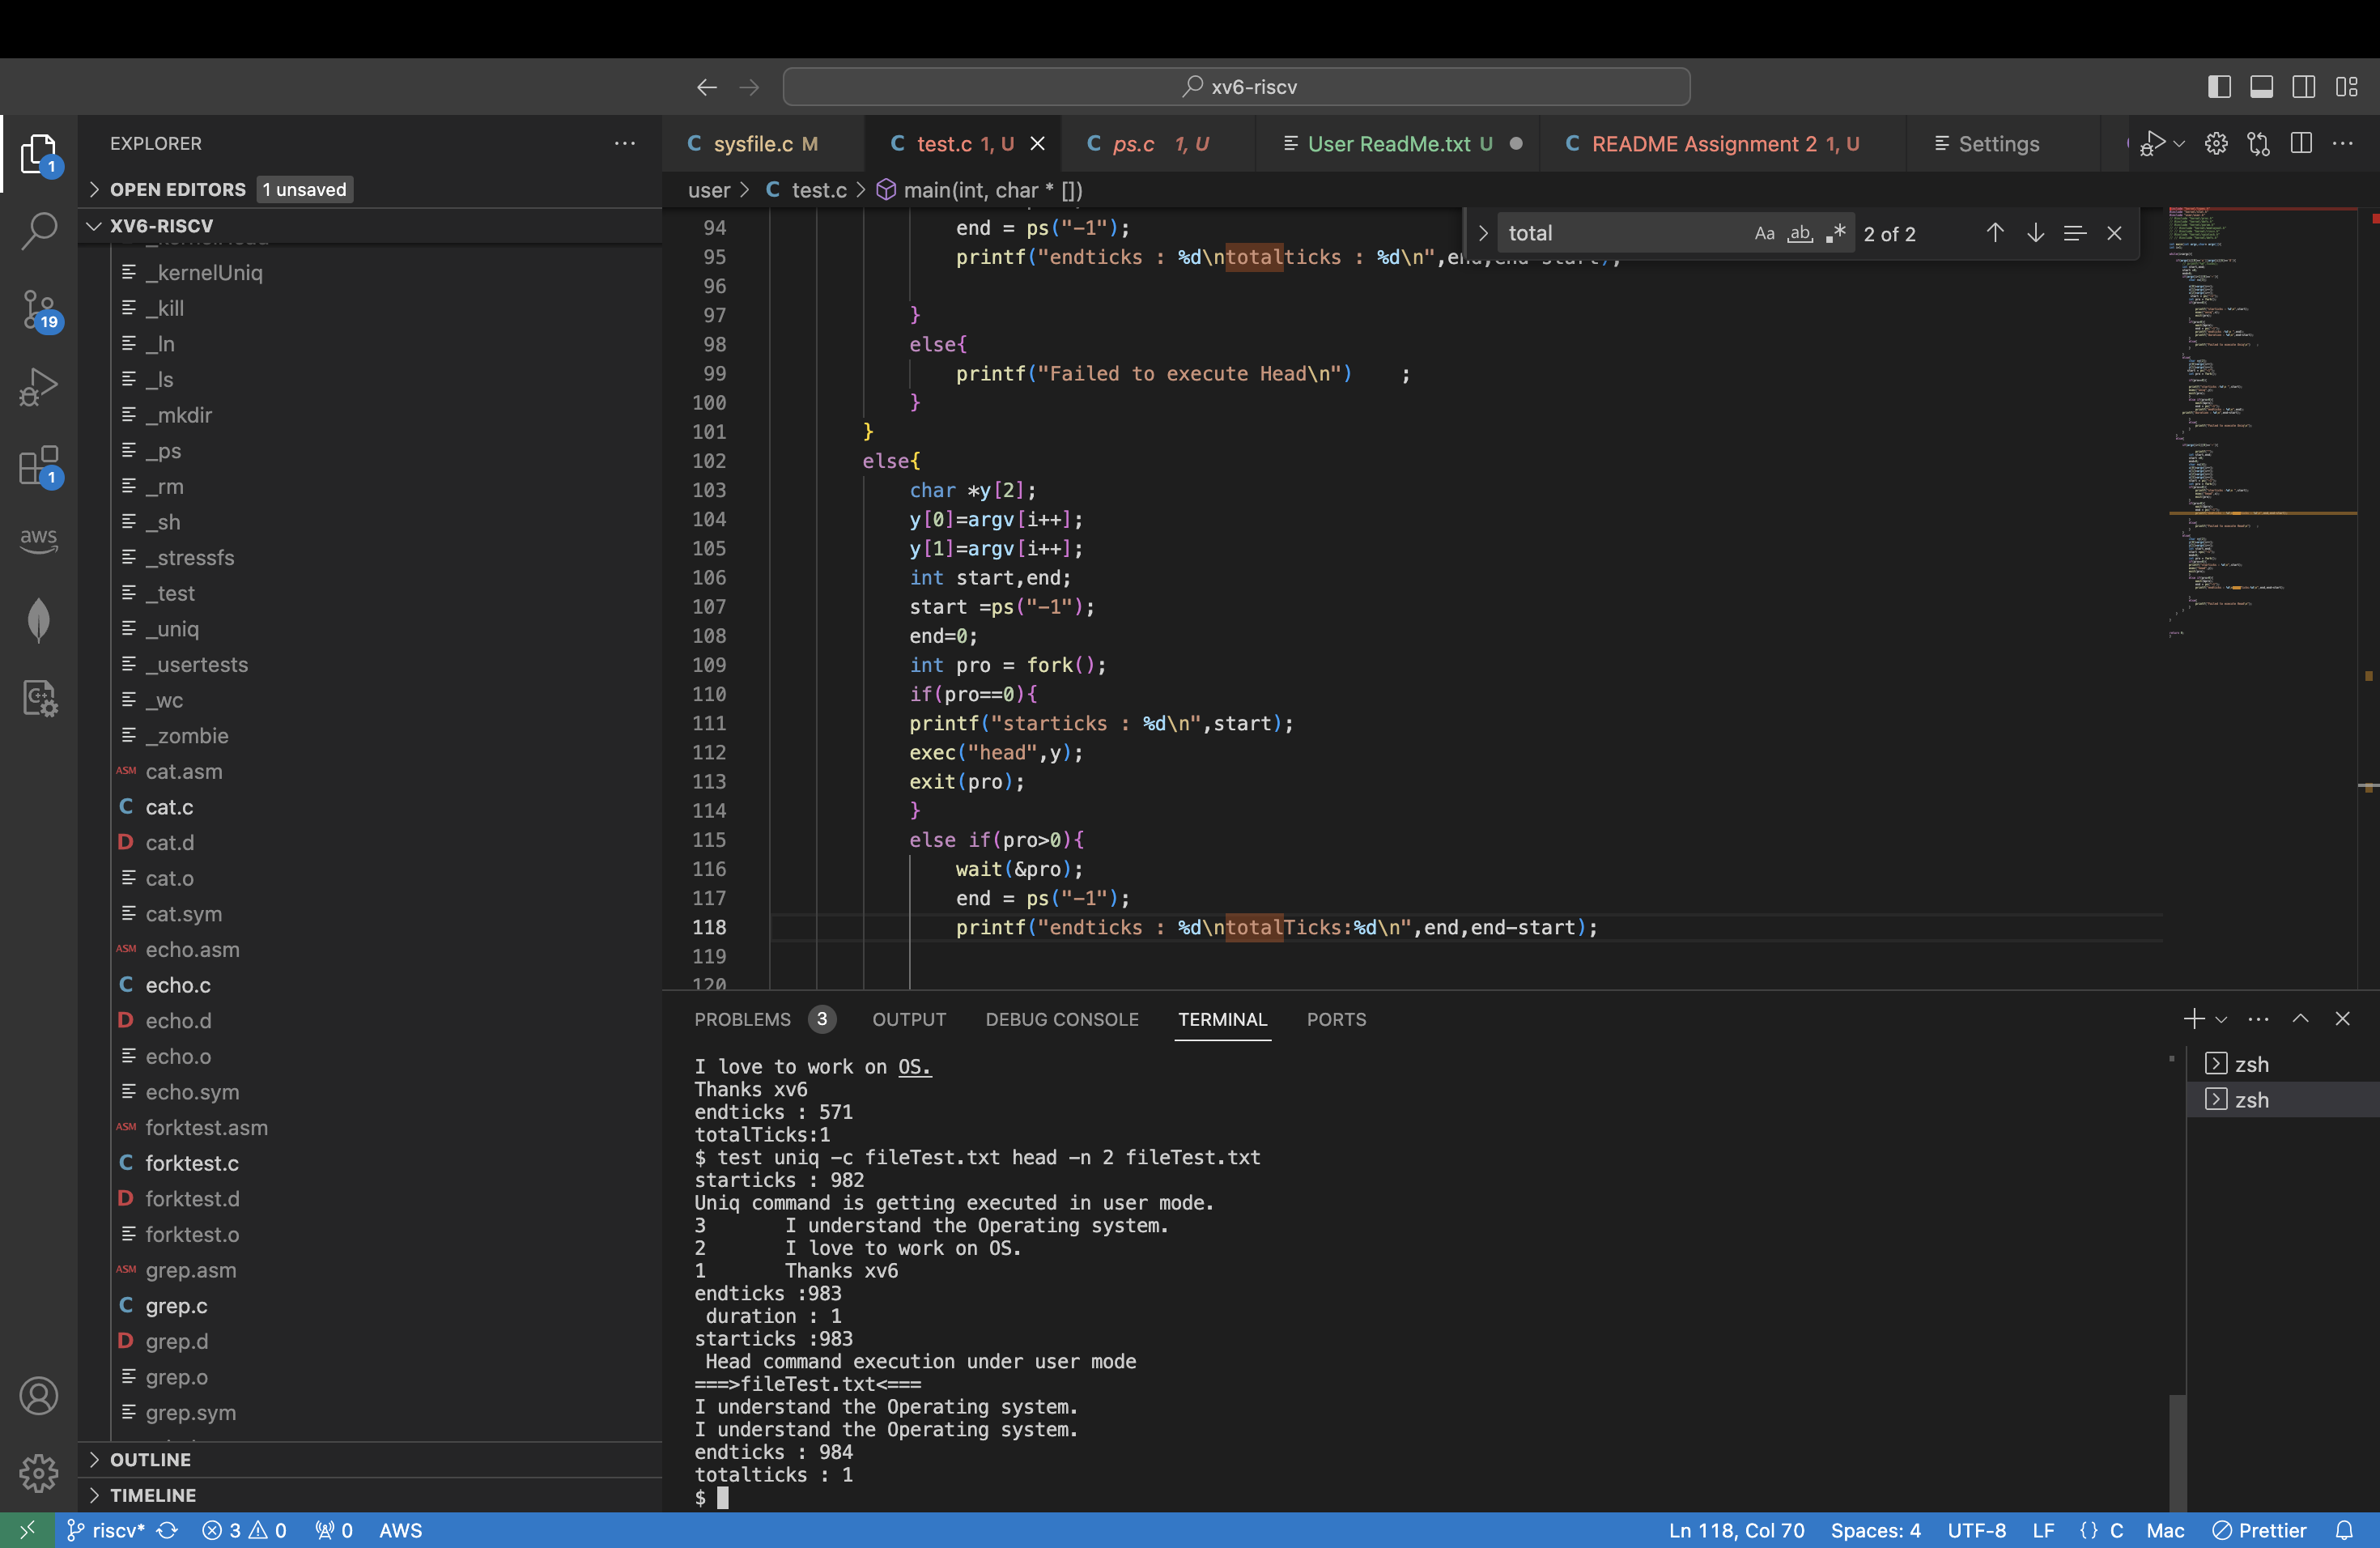 xv6-riscv
EXPLORER
OPEN EDITORS 1 unsaved
XV6-RISCV
_kernelUniq
_kill
_ln
_ls
_mkdir
_ps
_rm
_sh
_stressfs
_test
_uniq
_usertests
_wc
_zombie
ASM cat.asm
C cat.c
D cat.d
cat.o
cat.sym
ASM echo.asm
C echo.c
D echo.d
echo.o
echo.sym
ASM forktest.asm
C forktest.c
D forktest.d
forktest.o
ASM grep.asm
C grep.c
D grep.d
grep.o
grep.sym
OUTLINE
TIMELINE
1
19
1
aws
C sysfile.c M
C test.c 1, U
C ps.c 1, U
User ReadMe.txt U
C README Assignment 2 1, U
Settings
user > C test.c > main(int, char * [])
total Aa ab 2 of 2
94 end = ps("-1");
95 printf("endticks : %d\ntotalticks : %d\n",end,end-start);
96
97 }
98 else{
99 printf("Failed to execute Head\n")    ;
100 }
101 }
102 else{
103 char *y[2];
104 y[0]=argv[i++];
105 y[1]=argv[i++];
106 int start,end;
107 start =ps("-1");
108 end=0;
109 int pro = fork();
110 if(pro==0){
111 printf("starticks : %d\n",start);
112 exec("head",y);
113 exit(pro);
114 }
115 else if(pro>0){
116 wait(&pro);
117 end = ps("-1");
118 printf("endticks : %d\ntotalTicks:%d\n",end,end-start);
119
120
PROBLEMS 3 OUTPUT DEBUG CONSOLE TERMINAL PORTS
zsh
zsh
I love to work on OS.
Thanks xv6
endticks : 571
totalTicks:1
$ test uniq -c fileTest.txt head -n 2 fileTest.txt
starticks : 982
Uniq command is getting executed in user mode.
3       I understand the Operating system.
2       I love to work on OS.
1       Thanks xv6
endticks :983
 duration : 1
starticks :983
 Head command execution under user mode
===>fileTest.txt<===
I understand the Operating system.
I understand the Operating system.
endticks : 984
totalticks : 1
$
riscv* 3 0 0 AWS
Ln 118, Col 70 Spaces: 4 UTF-8 LF {} C Mac Prettier